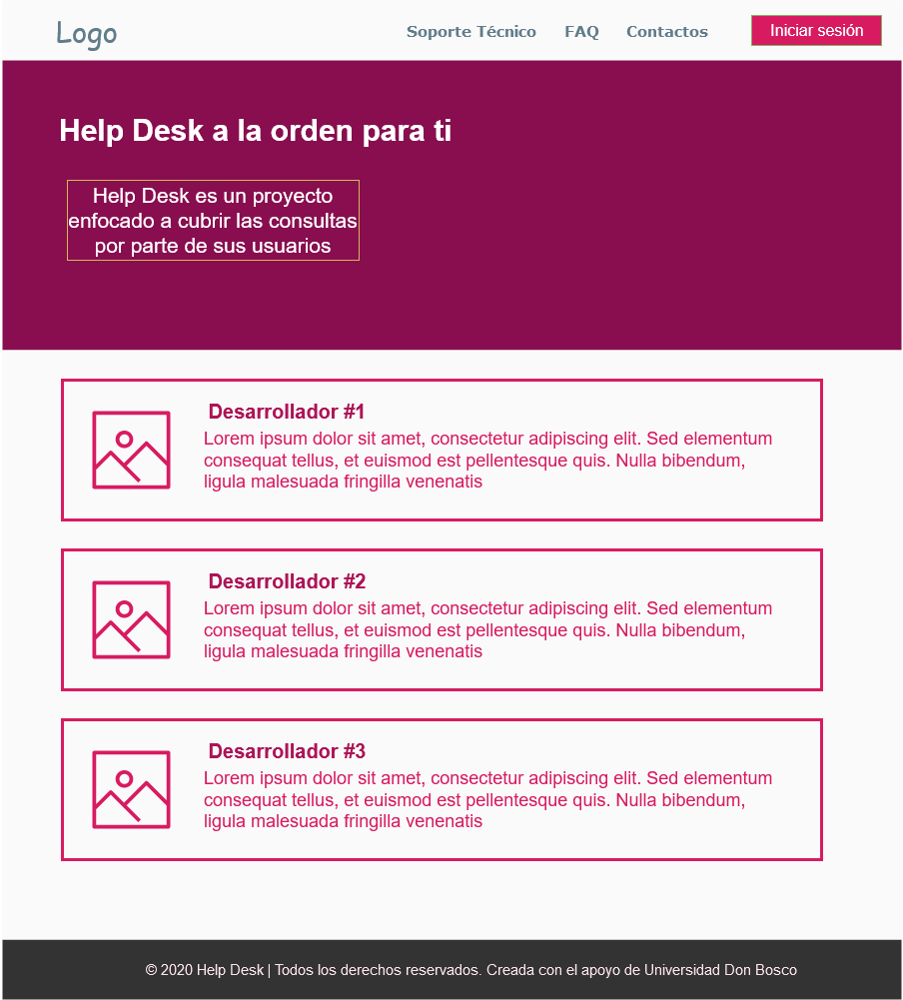 Logo
Soporte Técnico FAQ Contactos Iniciar sesión
Help Desk a la orden para ti
Help Desk es un proyecto
enfocado a cubrir las consultas
por parte de sus usuarios
Desarrollador #1
Lorem ipsum dolor sit amet, consectetur adipiscing elit. Sed elementum
consequat tellus, et euismod est pellentesque quis. Nulla bibendum,
ligula malesuada fringilla venenatis
Desarrollador #2
Lorem ipsum dolor sit amet, consectetur adipiscing elit. Sed elementum
consequat tellus, et euismod est pellentesque quis. Nulla bibendum,
ligula malesuada fringilla venenatis
Desarrollador #3
Lorem ipsum dolor sit amet, consectetur adipiscing elit. Sed elementum
consequat tellus, et euismod est pellentesque quis. Nulla bibendum,
ligula malesuada fringilla venenatis
© 2020 Help Desk | Todos los derechos reservados. Creada con el apoyo de Universidad Don Bosco